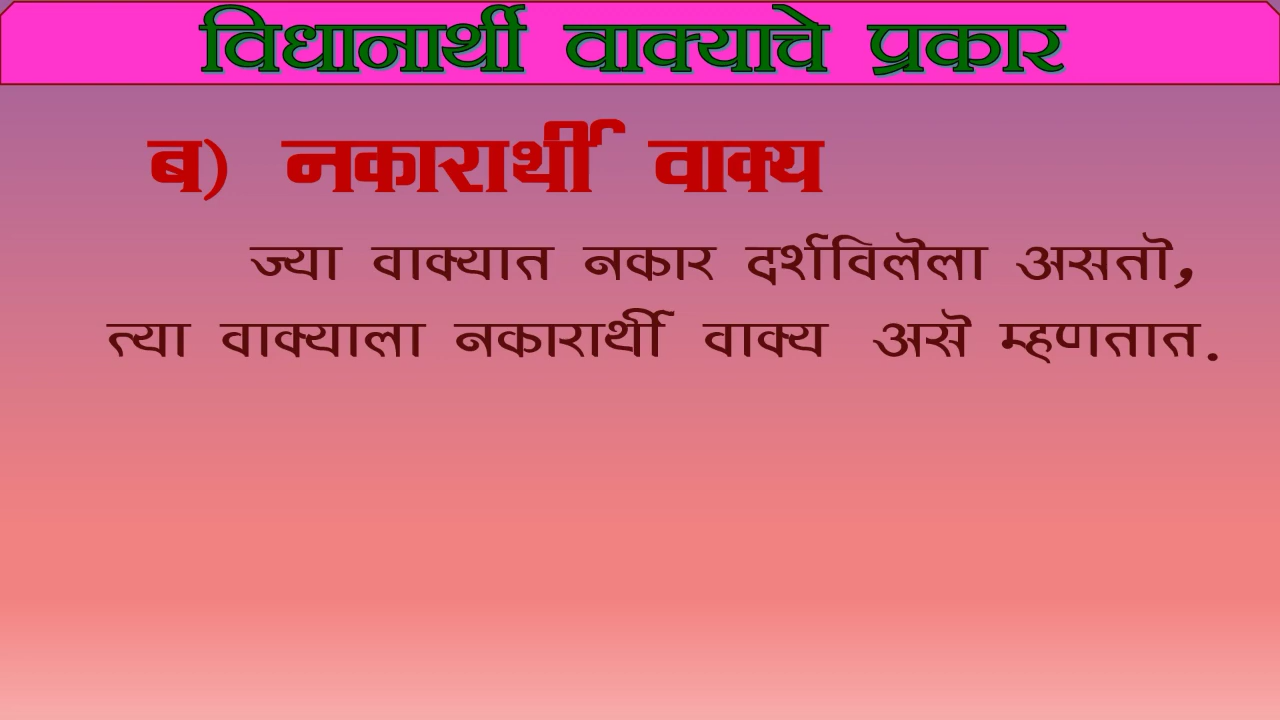 विधानार्थी वाक्याचे प्रकार
ब) नकारार्थी वाक्य
ज्या वाक्यात नकार दर्शविलेला असतो,
त्या वाक्याला नकारार्थी वाक्य असे म्हणतात.